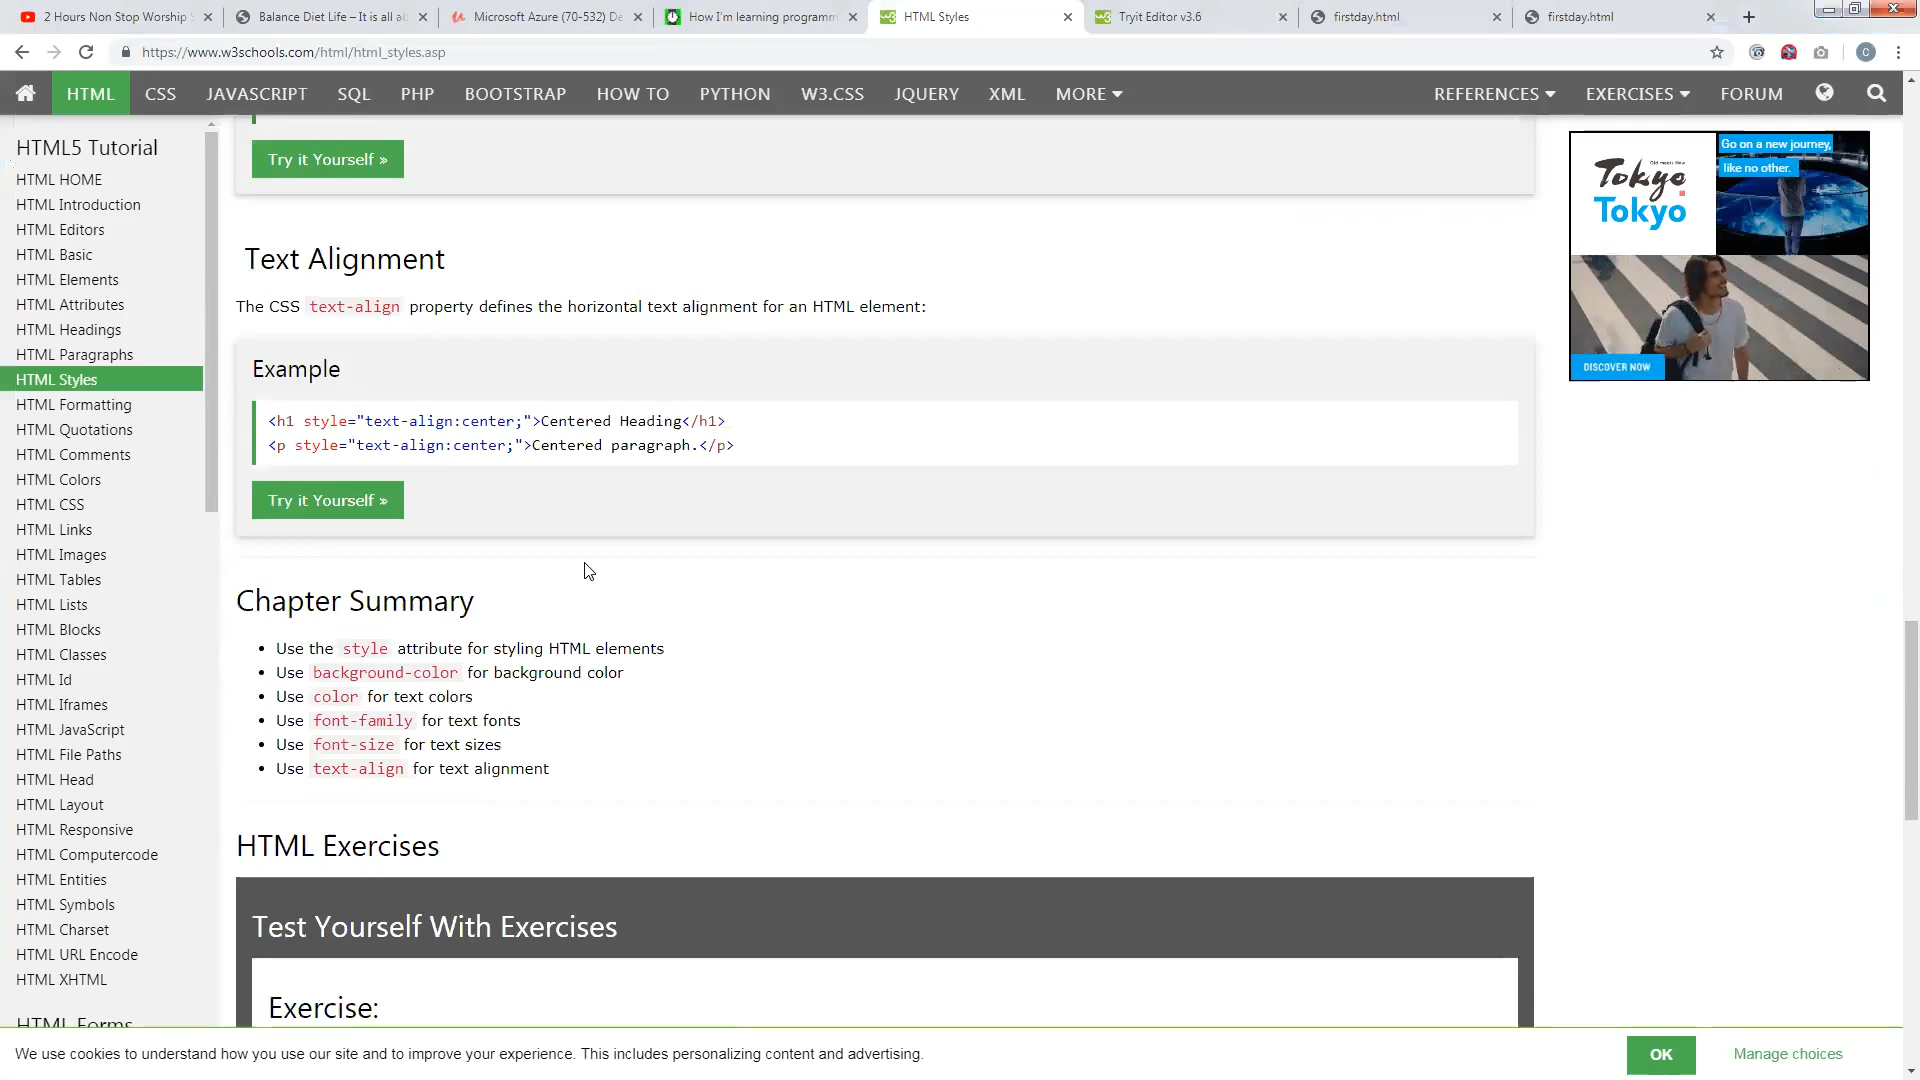 2 Hours Non Stop Worship
Balance Diet Life – It is all ab
Microsoft Azure (70-532) De
How I'm learning programm
HTML Styles
Tryit Editor v3.6
firstday.html
firstday.html
https://www.w3schools.com/html/html_styles.asp
C
HTML
CSS
JAVASCRIPT
SQL
PHP
BOOTSTRAP
HOW TO
PYTHON
W3.CSS
JQUERY
XML
MORE
REFERENCES
EXERCISES
FORUM
HTML5 Tutorial
HTML HOME
HTML Introduction
HTML Editors
HTML Basic
HTML Elements
HTML Attributes
HTML Headings
HTML Paragraphs
HTML Styles
HTML Formatting
HTML Quotations
HTML Comments
HTML Colors
HTML CSS
HTML Links
HTML Images
HTML Tables
HTML Lists
HTML Blocks
HTML Classes
HTML Id
HTML Iframes
HTML JavaScript
HTML File Paths
HTML Head
HTML Layout
HTML Responsive
HTML Computercode
HTML Entities
HTML Symbols
HTML Charset
HTML URL Encode
HTML XHTML
HTML Forms
Try it Yourself »
Text Alignment
The CSS text-align property defines the horizontal text alignment for an HTML element:
Example
<h1 style="text-align:center;">Centered Heading</h1>
<p style="text-align:center;">Centered paragraph.</p>
Try it Yourself »
Chapter Summary
• Use the style attribute for styling HTML elements
• Use background-color for background color
• Use color for text colors
• Use font-family for text fonts
• Use font-size for text sizes
• Use text-align for text alignment
HTML Exercises
Test Yourself With Exercises
Exercise:
Old meets New
Tokyo
Tokyo
Go on a new journey,
like no other.
DISCOVER NOW
We use cookies to understand how you use our site and to improve your experience. This includes personalizing content and advertising.
OK
Manage choices